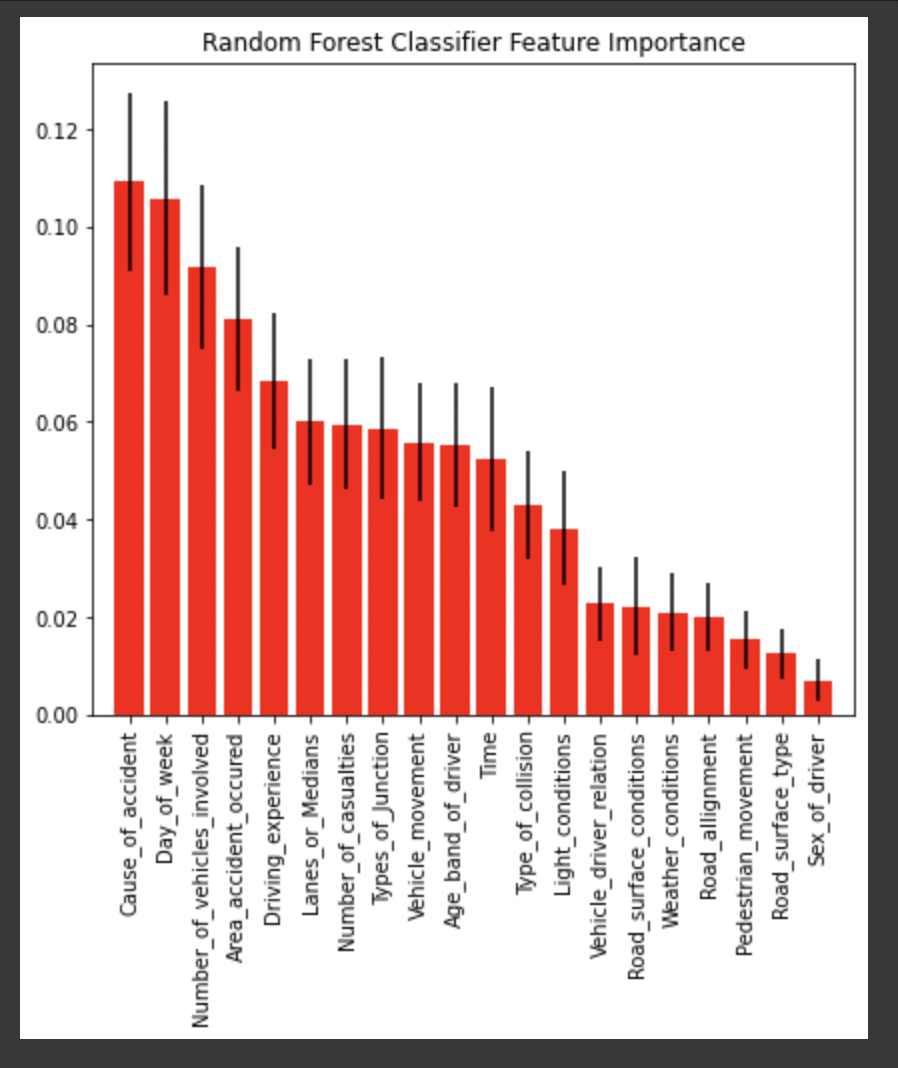 Random Forest Classifier Feature Importance
0.12
0.10
0.08
0.06
0.04
0.02
0.00
Cause_of_accident
Day_of_week
Number_of_vehicles_involved
Area_accident_occured
Driving_experience
Lanes_or_Medians
Number_of_casualties
Types_of_Junction
Vehicle_movement
Age_band_of_driver
Time
Type_of_collision
Light_conditions
Vehicle_driver_relation
Road_surface_conditions
Weather_conditions
Road_allignment
Pedestrian_movement
Road_surface_type
Sex_of_driver